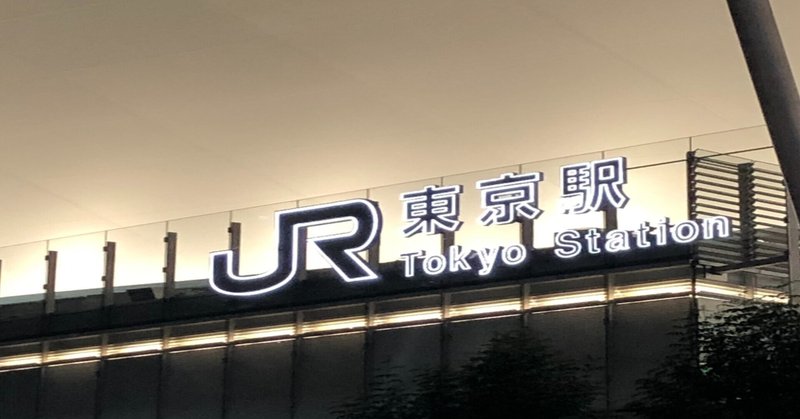 JR 東京駅
Tokyo Station